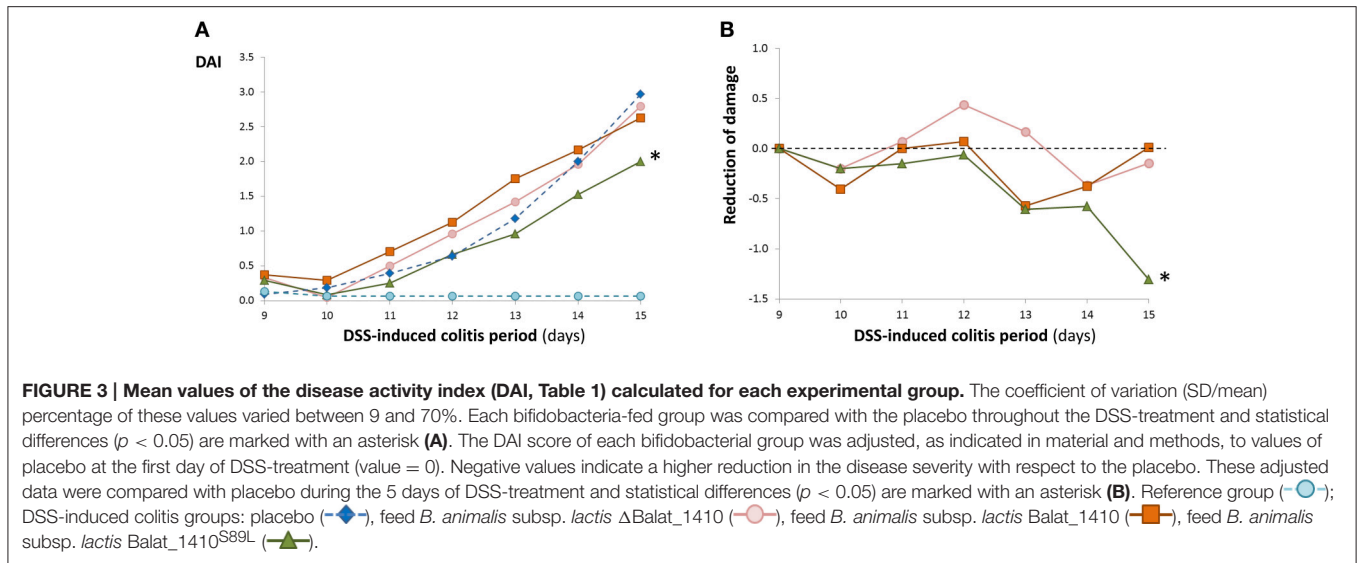 A
DAI
3.5
3.0
2.5
2.0
1.5
1.0
0.5
0.0
*
9 10 11 12 13 14 15
DSS-induced colitis period (days)
B
Reduction of damage
1.0
0.5
0.0
-0.5
-1.0
-1.5
*
9 10 11 12 13 14 15
DSS-induced colitis period (days)
FIGURE 3 | Mean values of the disease activity index (DAI, Table 1) calculated for each experimental group. The coefficient of variation (SD/mean)
percentage of these values varied between 9 and 70%. Each bifidobacteria-fed group was compared with the placebo throughout the DSS-treatment and statistical
differences (p < 0.05) are marked with an asterisk (A). The DAI score of each bifidobacterial group was adjusted, as indicated in material and methods, to values of
placebo at the first day of DSS-treatment (value = 0). Negative values indicate a higher reduction in the disease severity with respect to the placebo. These adjusted
data were compared with placebo during the 5 days of DSS-treatment and statistical differences (p < 0.05) are marked with an asterisk (B). Reference group ( );
DSS-induced colitis groups: placebo ( ), feed B. animalis subsp. lactis ΔBalat_1410 ( ), feed B. animalis subsp. lactis Balat_1410 ( ), feed B. animalis
subsp. lactis Balat_1410S89L ( ).